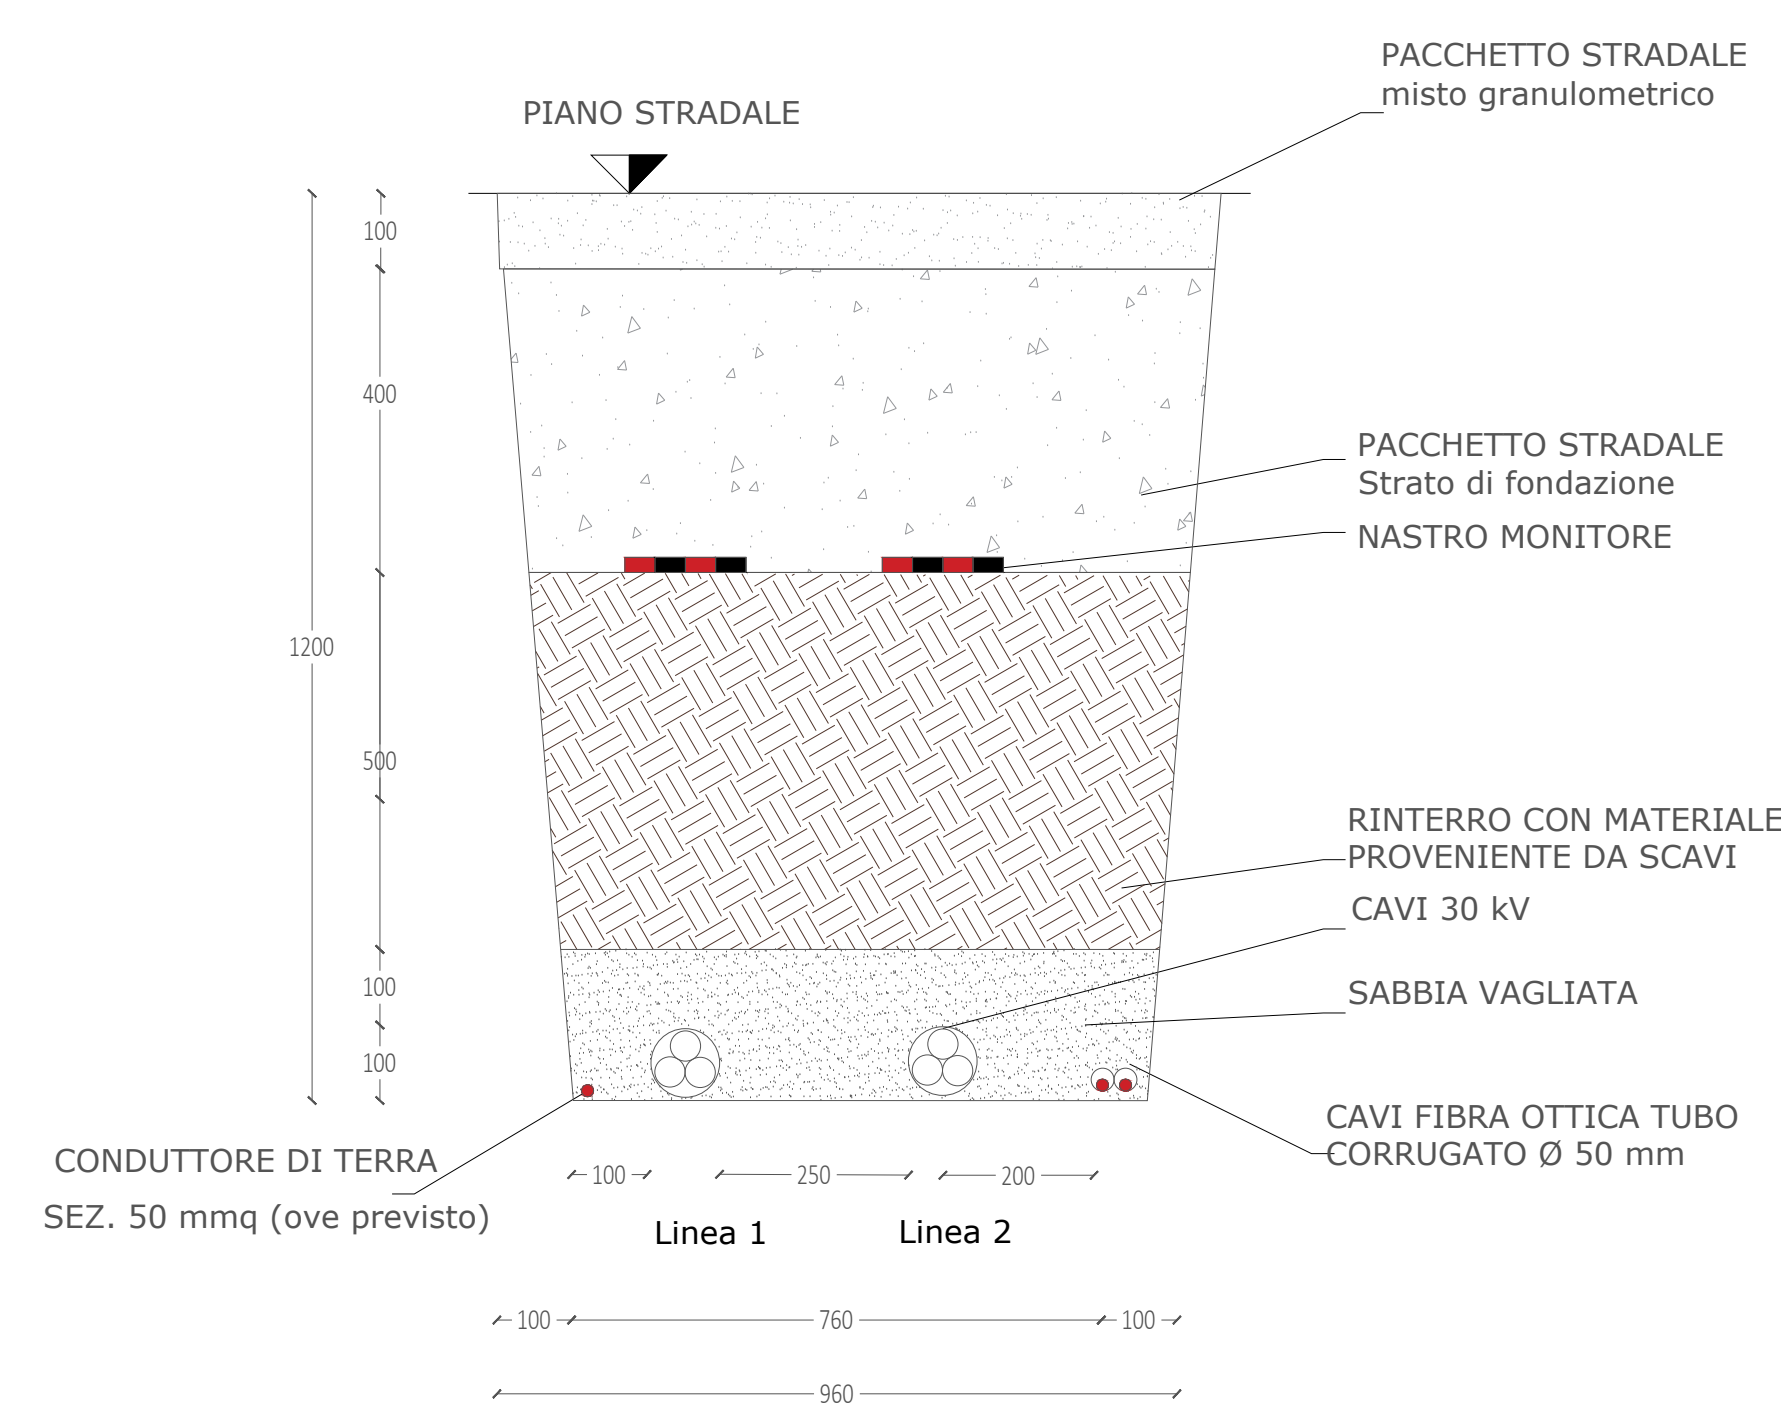 PACCHETTO STRADALE
misto granulometrico
PIANO STRADALE
100
400
PACCHETTO STRADALE
Strato di fondazione
NASTRO MONITORE
1200
500
RINTERRO CON MATERIALE
PROVENIENTE DA SCAVI
CAVI 30 kV
100
SABBIA VAGLIATA
100
CAVI FIBRA OTTICA TUBO
CORRUGATO Ø 50 mm
CONDUTTORE DI TERRA
SEZ. 50 mmq (ove previsto)
100 250 200
Linea 1 Linea 2
100 760 100
960